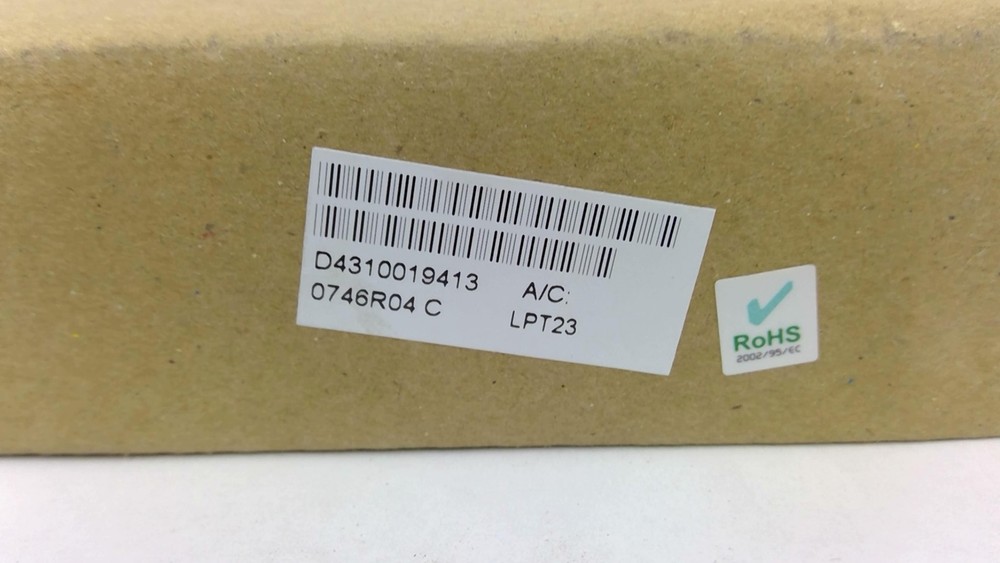 D4310019413
0746R04 C
A/C:
LPT23
RoHS
2002/95/EC